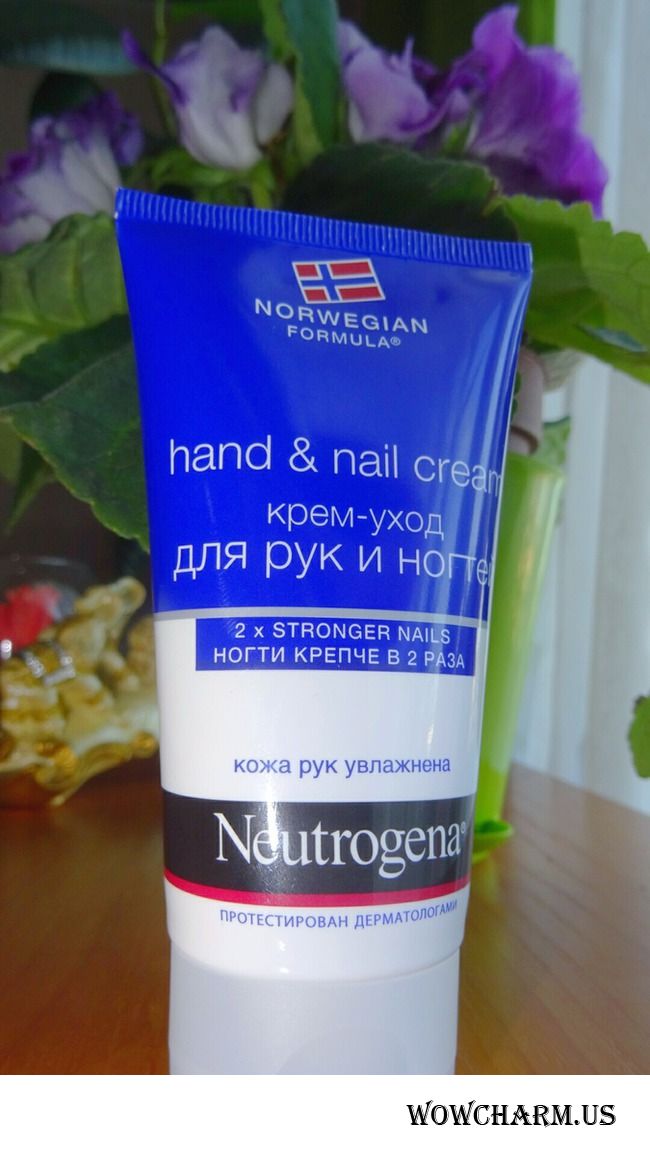 NORWEGIAN
FORMULA®
hand & nail cream
крем-уход
для рук и ногтей
2 x STRONGER NAILS
НОГТИ КРЕПЧЕ В 2 РАЗА
кожа рук увлажнена
Neutrogena®
ПРОТЕСТИРОВАН ДЕРМАТОЛОГАМИ
WOWCHARM.US